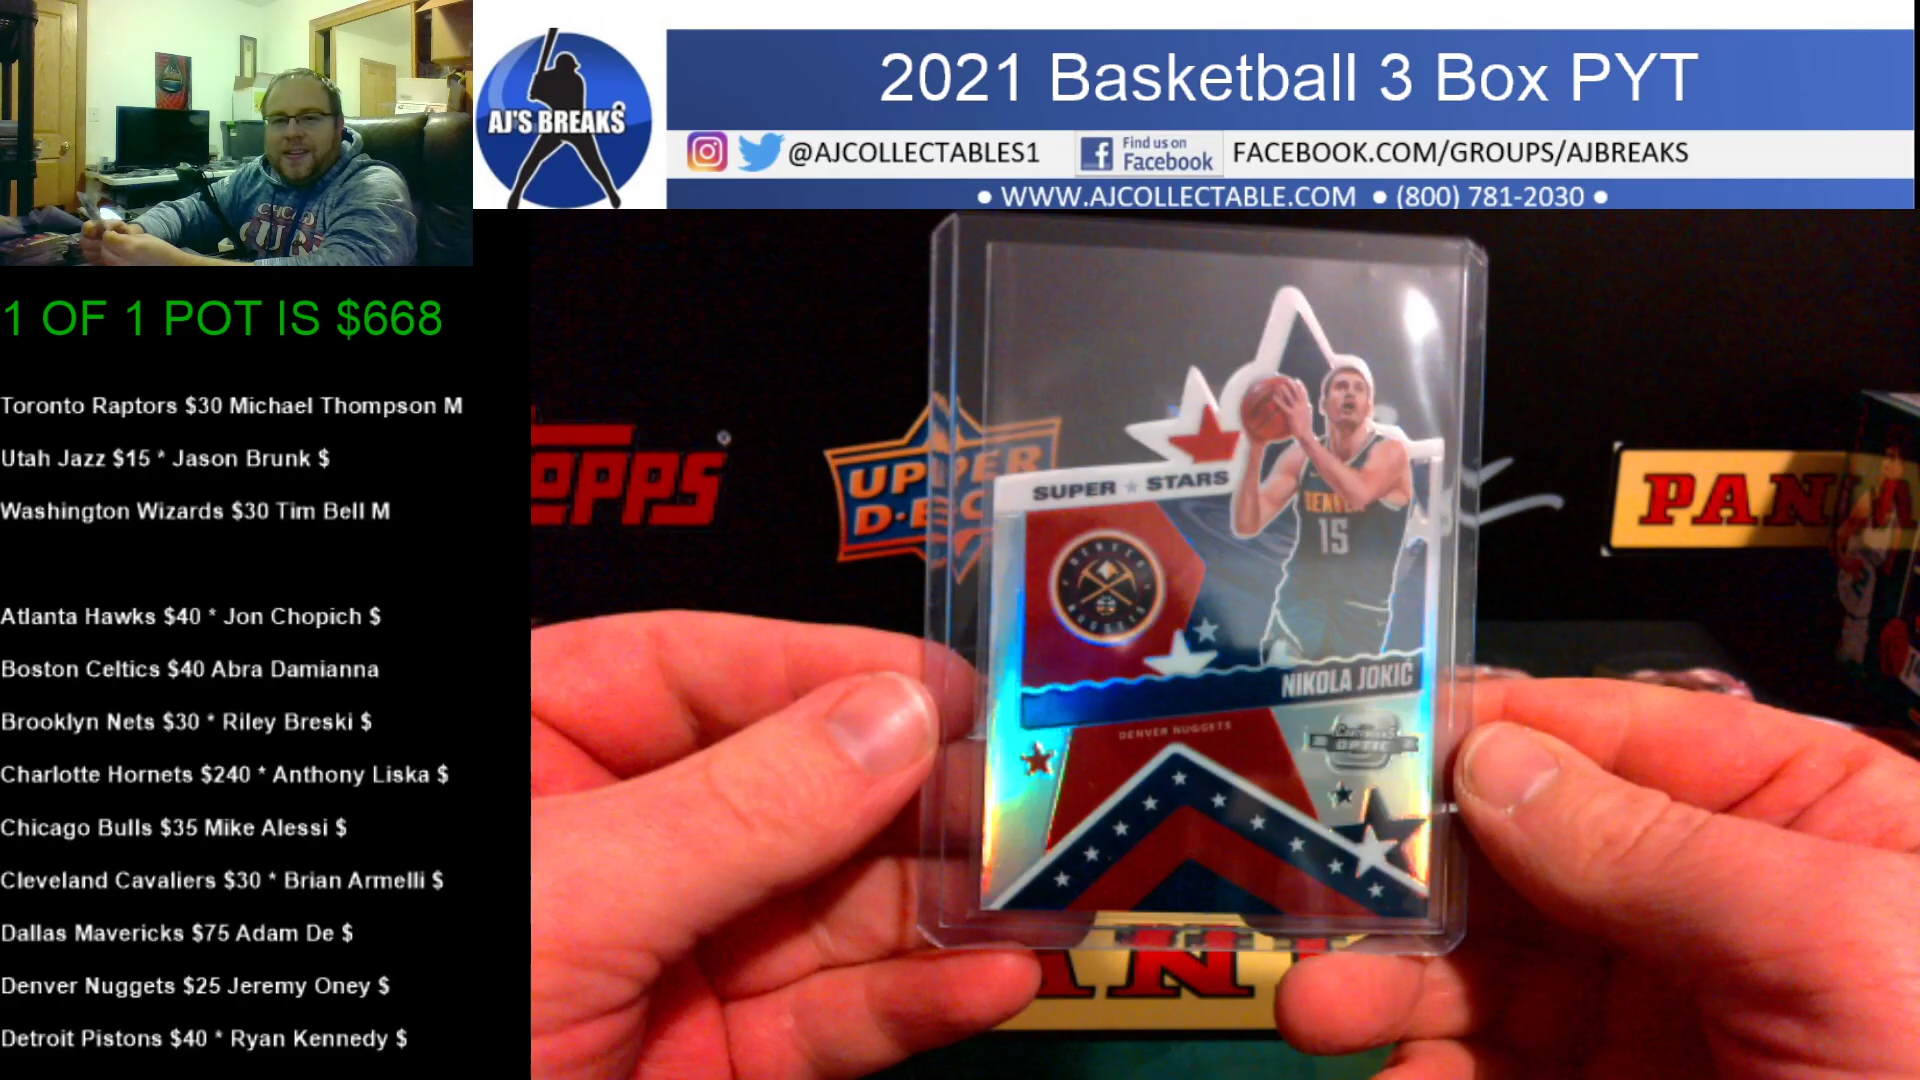 AJ'S BREAKS
2021 Basketball 3 Box PYT
@AJCOLLECTABLES1
Find us on
Facebook
FACEBOOK.COM/GROUPS/AJBREAKS
● WWW.AJCOLLECTABLE.COM ● (800) 781-2030 ●
1 OF 1 POT IS $668
Toronto Raptors $30 Michael Thompson M
Utah Jazz $15 * Jason Brunk $
Washington Wizards $30 Tim Bell M
Atlanta Hawks $40 * Jon Chopich $
Boston Celtics $40 Abra Damianna
Brooklyn Nets $30 * Riley Breski $
Charlotte Hornets $240 * Anthony Liska $
Chicago Bulls $35 Mike Alessi $
Cleveland Cavaliers $30 * Brian Armelli $
Dallas Mavericks $75 Adam De $
Denver Nuggets $25 Jeremy Oney $
Detroit Pistons $40 * Ryan Kennedy $
SUPER ★ STARS
DENVER
15
DENVER
NUGGETS
NIKOLA JOKIĆ
DENVER NUGGETS
OPTIC
UPPER